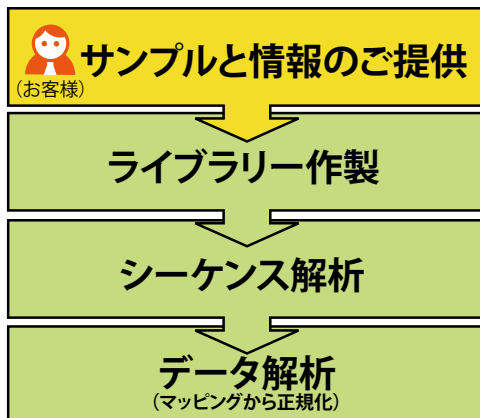 サンプルと情報のご提供
(お客様)
ライブラリー作製
シーケンス解析
データ解析
(マッピングから正規化)